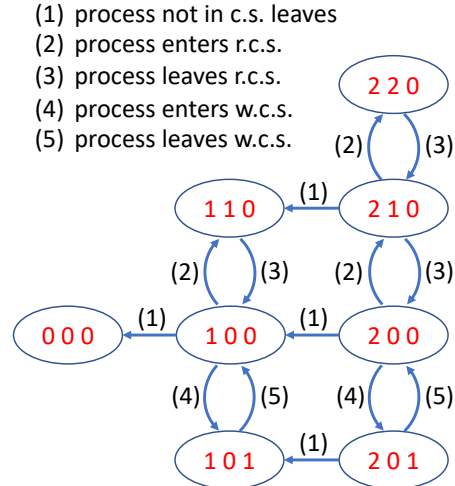 (1) process not in c.s. leaves
(2) process enters r.c.s.
(3) process leaves r.c.s.
(4) process enters w.c.s.
(5) process leaves w.c.s.
2 2 0
(2) (3)
(1)
1 1 0 2 1 0
(2) (3) (2) (3)
(1) (1)
0 0 0 1 0 0 2 0 0
(4) (5) (4) (5)
(1)
1 0 1 2 0 1